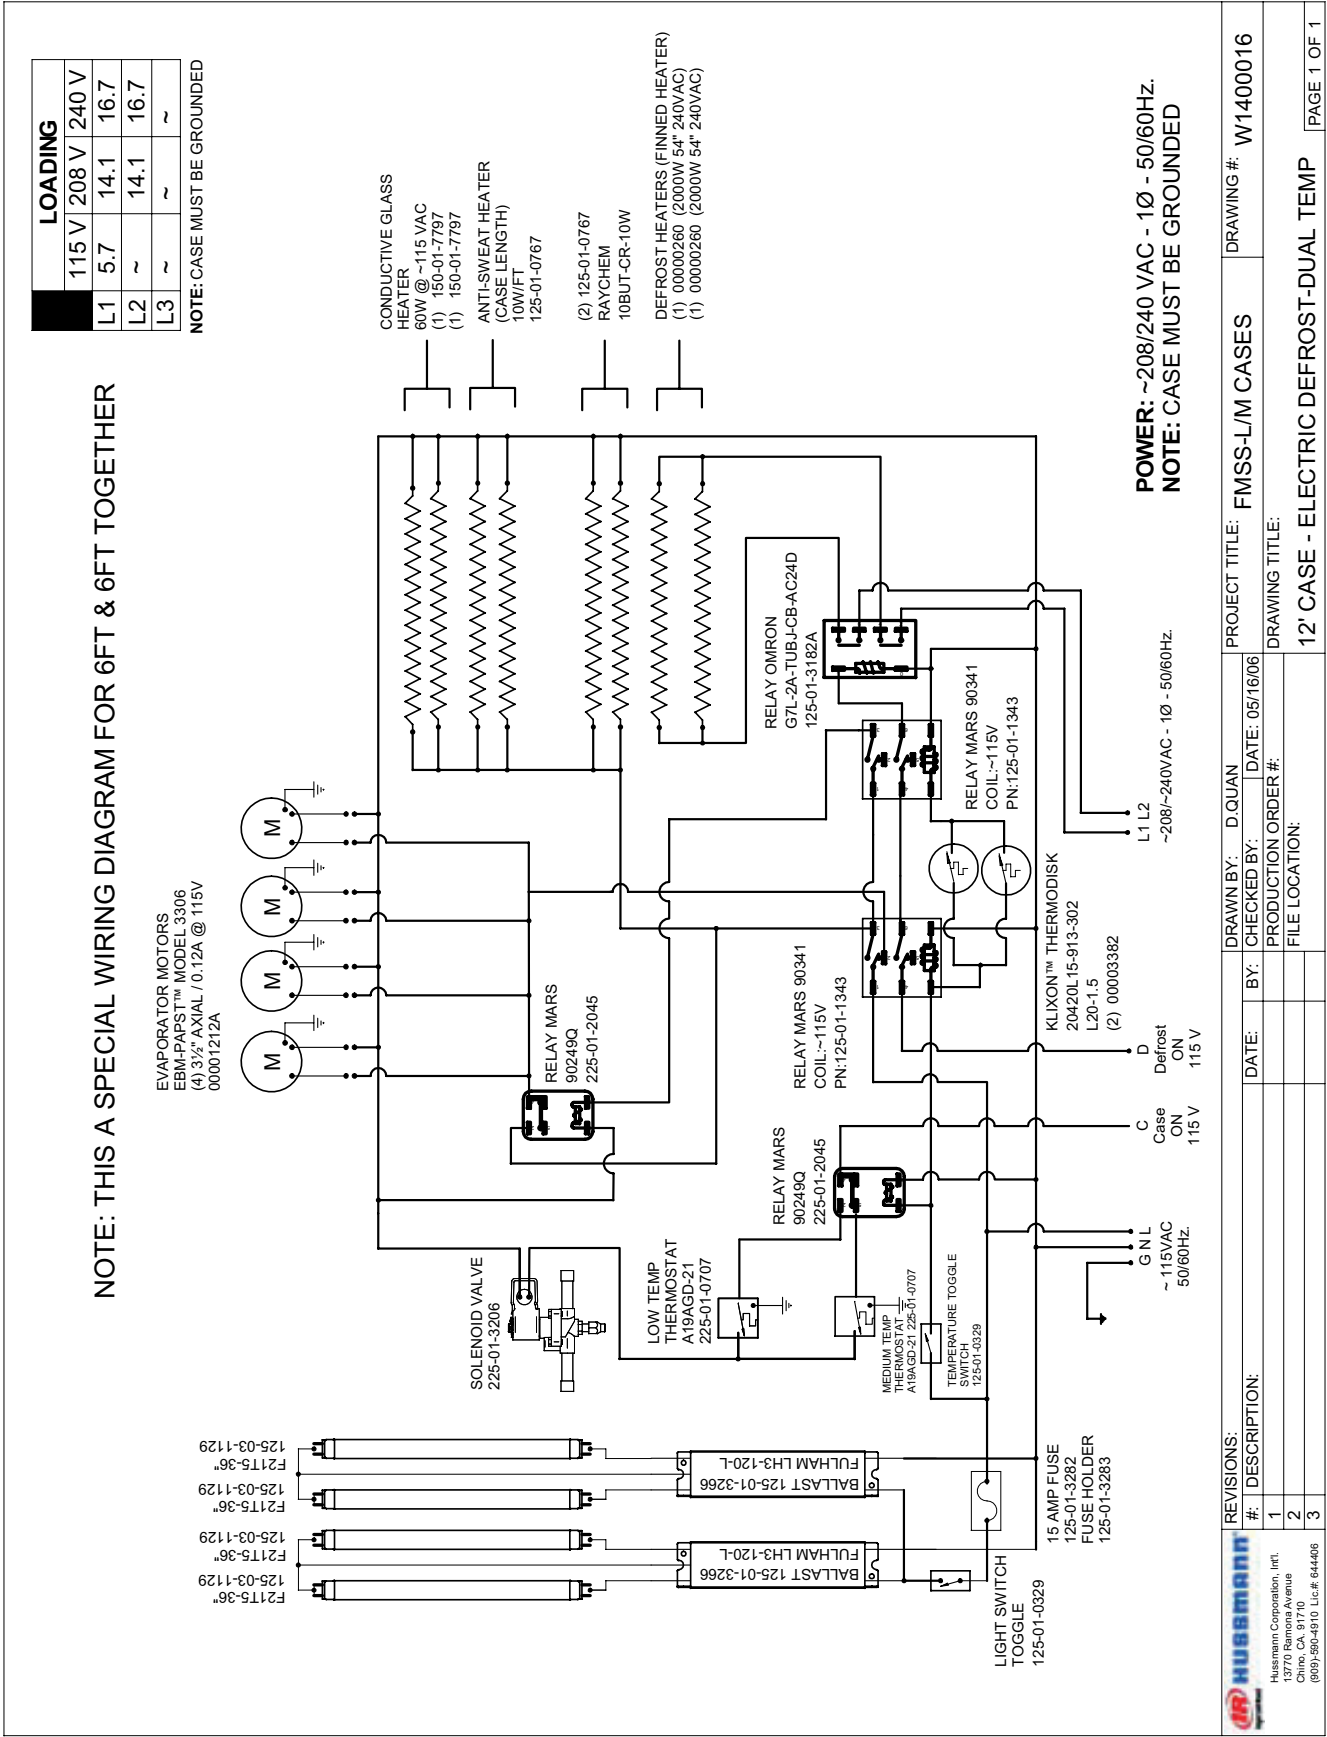 NOTE: THIS A SPECIAL WIRING DIAGRAM FOR 6FT & 6FT TOGETHER
LOADING
115 V 208 V 240 V
L1 5.7 14.1 16.7
L2 ~ 14.1 16.7
L3 ~ ~ ~
NOTE: CASE MUST BE GROUNDED
EVAPORATOR MOTORS
EBM-PAPST™ MODEL 3306
(4) 3½" AXIAL / 0.12A @ 115V
00001212A
M
M
M
M
F21T5-36"
125-03-1129
F21T5-36"
125-03-1129
F21T5-36"
125-03-1129
F21T5-36"
125-03-1129
BALLAST 125-01-3266
FULHAM LH3-120-L
BALLAST 125-01-3266
FULHAM LH3-120-L
LIGHT SWITCH
TOGGLE
125-01-0329
15 AMP FUSE
125-01-3282
FUSE HOLDER
125-01-3283
SOLENOID VALVE
225-01-3206
LOW TEMP
THERMOSTAT
A19AGD-21
225-01-0707
MEDIUM TEMP
THERMOSTAT
A19AGD-21 225-01-0707
TEMPERATURE TOGGLE
SWITCH
125-01-0329
RELAY MARS
90249Q
225-01-2045
RELAY MARS
90249Q
225-01-2045
RELAY MARS 90341
COIL:~115V
PN:125-01-1343
RELAY MARS 90341
COIL:~115V
PN:125-01-1343
RELAY OMRON
G7L-2A-TUBJ-CB-AC24D
125-01-3182A
KLIXON™ THERMODISK
20420L15-913-302
L20-1.5
(2) 00003382
CONDUCTIVE GLASS
HEATER
60W @ ~115 VAC
(1) 150-01-7797
(1) 150-01-7797
ANTI-SWEAT HEATER
(CASE LENGTH)
10W/FT
125-01-0767
(2) 125-01-0767
RAYCHEM
10BUT-CR-10W
DEFROST HEATERS (FINNED HEATER)
(1) 00000260 (2000W 54" 240VAC)
(1) 00000260 (2000W 54" 240VAC)
G N L
~ 115VAC
50/60Hz.
C
Case
ON
115 V
D
Defrost
ON
115 V
L1 L2
~208/~240VAC - 1Ø - 50/60Hz.
POWER: ~208/240 VAC - 1Ø - 50/60Hz.
NOTE: CASE MUST BE GROUNDED
IR HUSSMANN
Hussmann Corporation, Int'l.
13770 Ramona Avenue
Chino, CA. 91710
(909)-590-4910 Lic.#: 644406
REVISIONS:
#: DESCRIPTION: DATE: BY:
1
2
3
DRAWN BY: D.QUAN
CHECKED BY: DATE: 05/16/06
PRODUCTION ORDER #:
FILE LOCATION:
PROJECT TITLE: FMSS-L/M CASES
DRAWING #: W1400016
DRAWING TITLE:
12' CASE - ELECTRIC DEFROST-DUAL TEMP
PAGE 1 OF 1